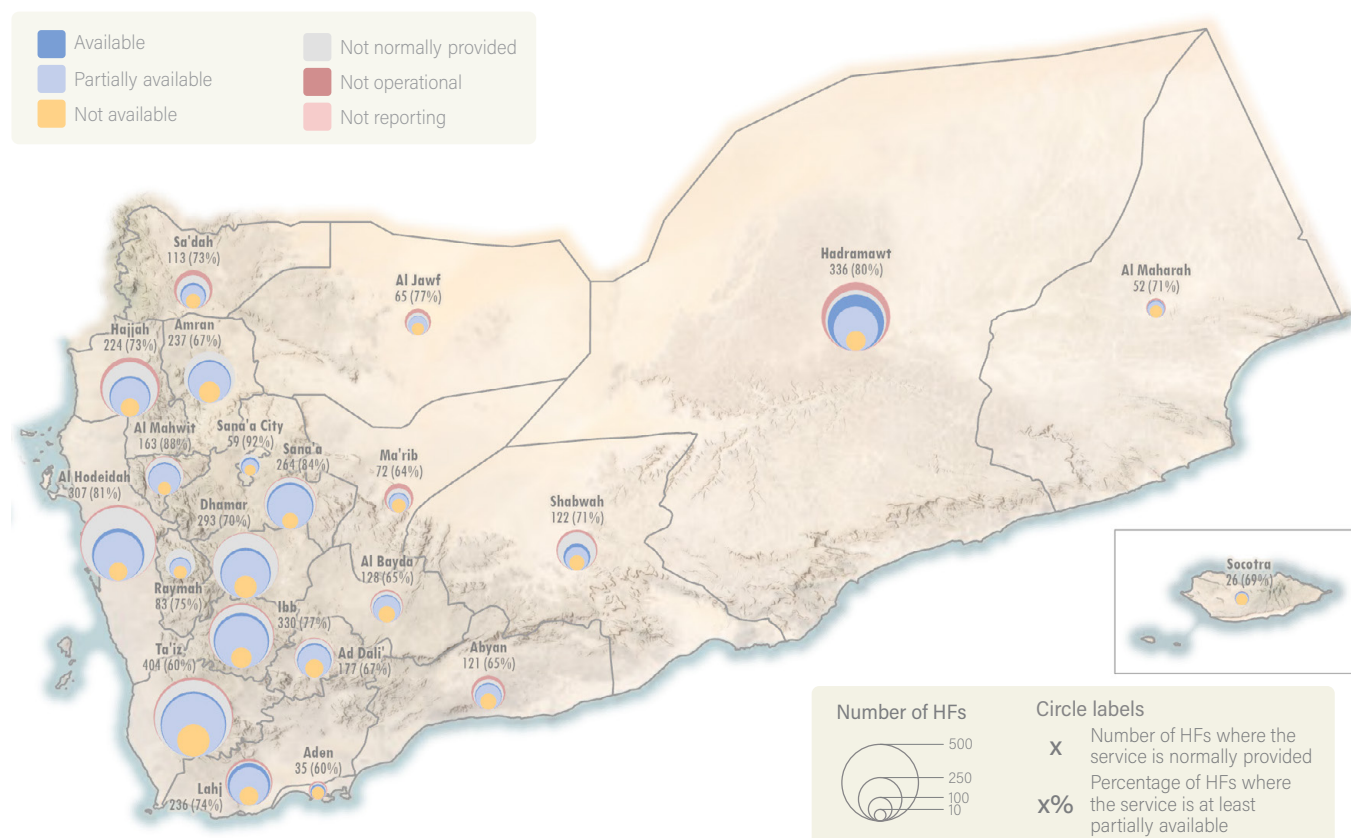 Available
Partially available
Not available
Not normally provided
Not operational
Not reporting
Sa'dah
113 (73%)
Al Jawf
65 (77%)
Hadramawt
336 (80%)
Al Maharah
52 (71%)
Hajjah
224 (73%)
Amran
237 (67%)
Al Mahwit
163 (88%)
Sana'a City
59 (92%)
Sana'a
264 (84%)
Ma'rib
72 (64%)
Al Hodeidah
307 (81%)
Dhamar
293 (70%)
Shabwah
122 (71%)
Al Bayda
128 (65%)
Raymah
83 (75%)
Ibb
330 (77%)
Socotra
26 (69%)
Ta'iz
404 (60%)
Ad Dali'
177 (67%)
Abyan
121 (65%)
Aden
35 (60%)
Lahj
236 (74%)
Number of HFs
500
250
100
10
Circle labels
x Number of HFs where the
service is normally provided
x% Percentage of HFs where
the service is at least
partially available